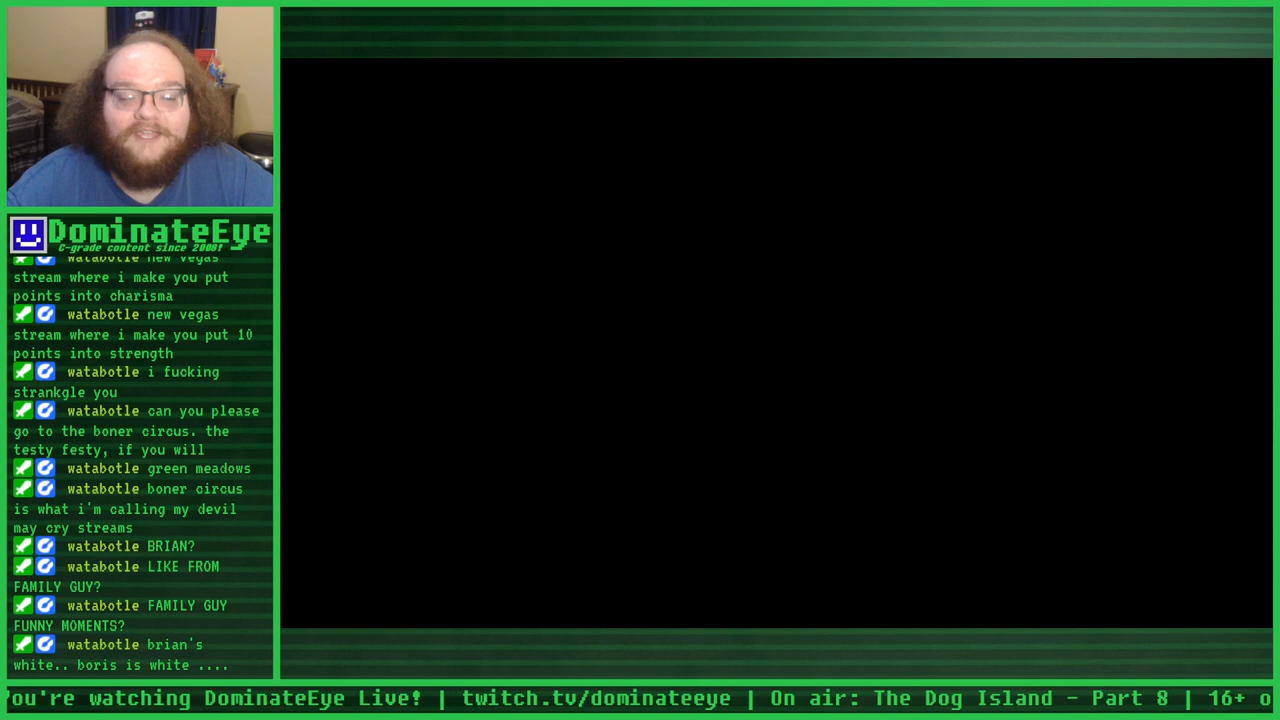 DominateEye
C-grade content since 2008!
watabotle new vegas
stream where i make you put
points into charisma
watabotle new vegas
stream where i make you put 10
points into strength
watabotle i fucking
strankgle you
watabotle can you please
go to the boner circus. the
testy festy, if you will
watabotle green meadows
watabotle boner circus
is what i'm calling my devil
may cry streams
watabotle BRIAN?
watabotle LIKE FROM
FAMILY GUY?
watabotle FAMILY GUY
FUNNY MOMENTS?
watabotle brian's
white.. boris is white ....
You're watching DominateEye Live! | twitch.tv/dominateeye | On air: The Dog Island - Part 8 | 16+ o